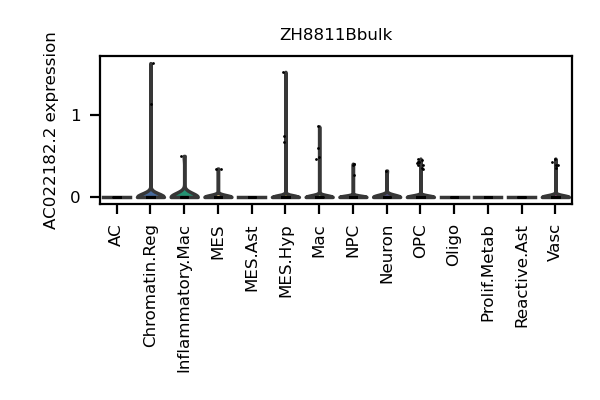 ZH8811Bbulk
AC022182.2 expression
1
0
AC
Chromatin.Reg
Inflammatory.Mac
MES
MES.Ast
MES.Hyp
Mac
NPC
Neuron
OPC
Oligo
Prolif.Metab
Reactive.Ast
Vasc